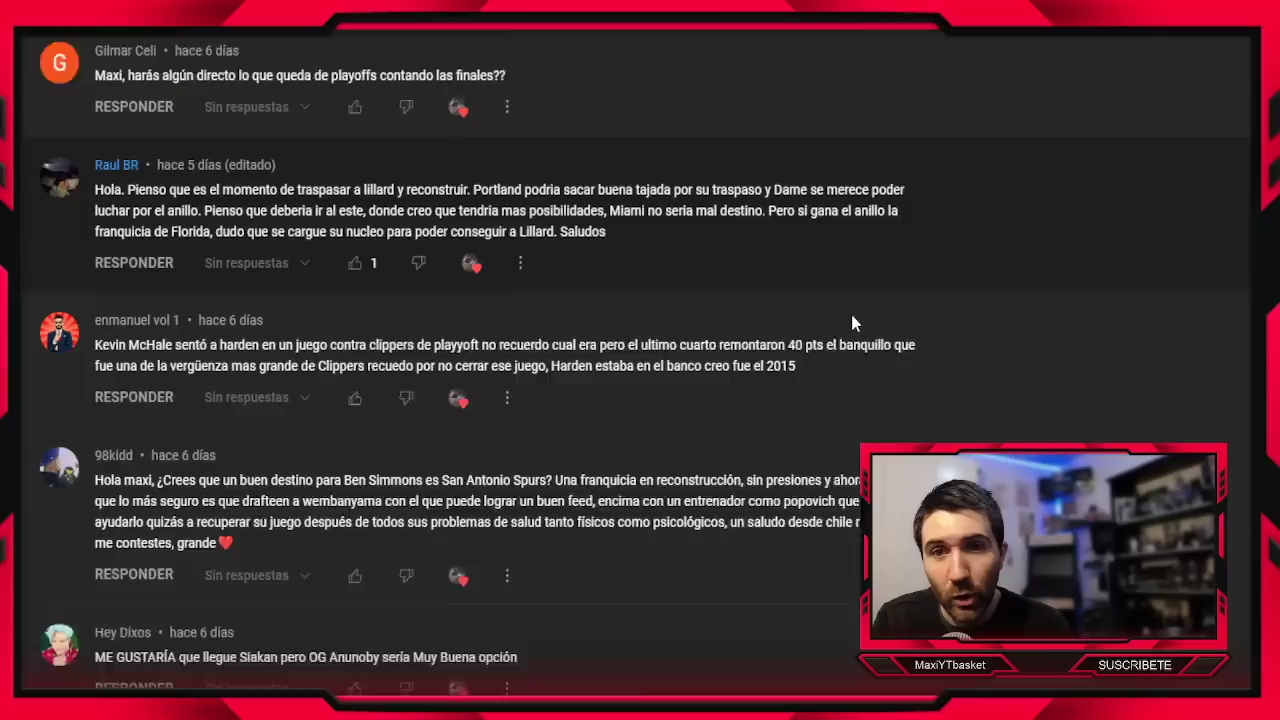 Gilmar Celi • hace 6 días
G
Maxi, harás algún directo lo que queda de playoffs contando las finales??
RESPONDER Sin respuestas
Raul BR • hace 5 días (editado)
Hola. Pienso que es el momento de traspasar a lillard y reconstruir. Portland podria sacar buena tajada por su traspaso y Dame se merece poder
luchar por el anillo. Pienso que deberia ir al este, donde creo que tendria mas posibilidades, Miami no seria mal destino. Pero si gana el anillo la
franquicia de Florida, dudo que se cargue su nucleo para poder conseguir a Lillard. Saludos
RESPONDER Sin respuestas 1
enmanuel vol 1 • hace 6 días
Kevin McHale sentó a harden en un juego contra clippers de playyoft no recuerdo cual era pero el ultimo cuarto remontaron 40 pts el banquillo que
fue una de la vergüenza mas grande de Clippers recuedo por no cerrar ese juego, Harden estaba en el banco creo fue el 2015
RESPONDER Sin respuestas
98kidd • hace 6 días
Hola maxi, ¿Crees que un buen destino para Ben Simmons es San Antonio Spurs? Una franquicia en reconstrucción, sin presiones y ahora
que lo más seguro es que drafteen a wembanyama con el que puede lograr un buen feed, encima con un entrenador como popovich que
ayudarlo quizás a recuperar su juego después de todos sus problemas de salud tanto físicos como psicológicos, un saludo desde chile
me contestes, grande❤️
RESPONDER Sin respuestas
Hey Dixos • hace 6 días
ME GUSTARÍA que llegue Siakan pero OG Anunoby sería Muy Buena opción
MaxiYTbasket SUSCRIBETE